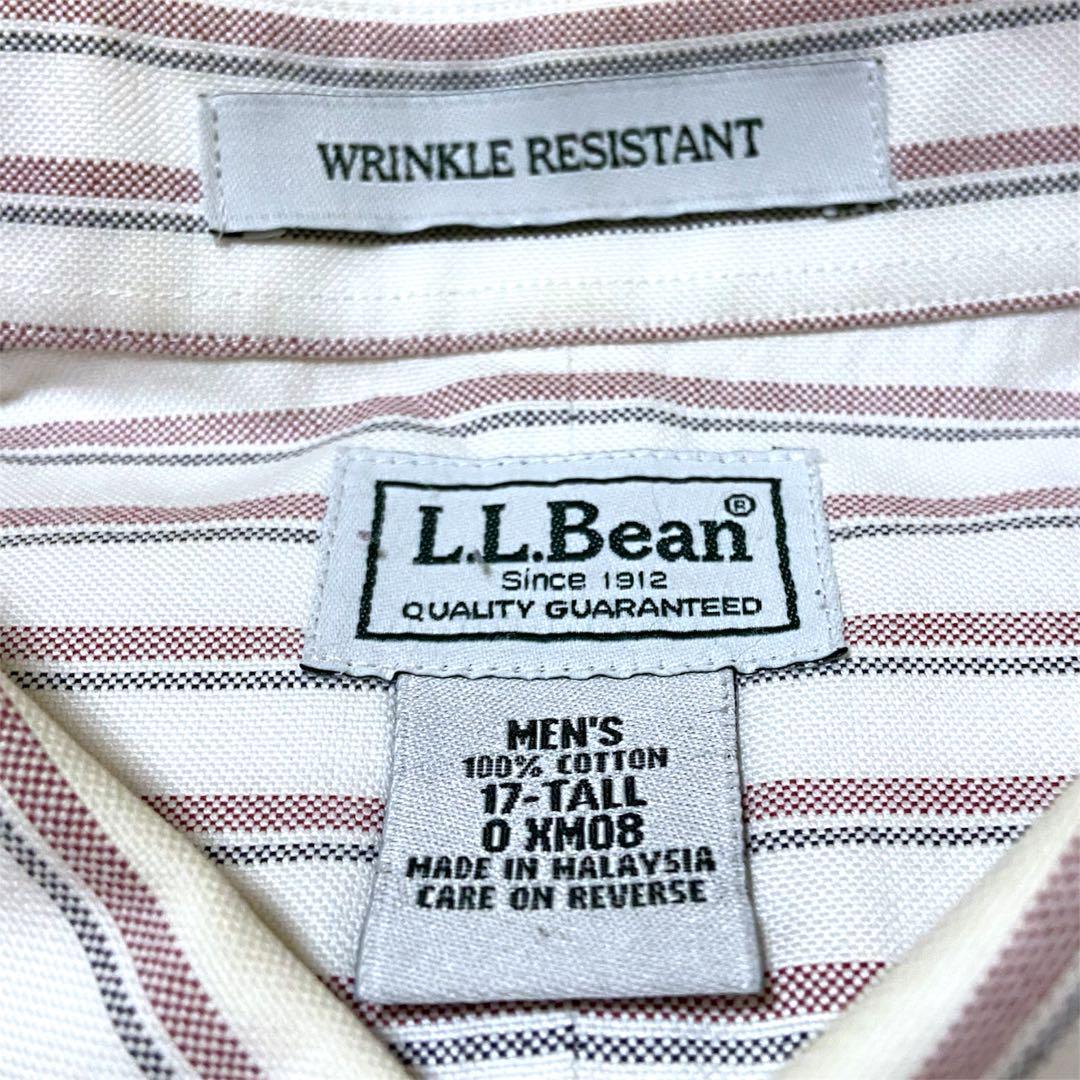 WRINKLE RESISTANT
L.L.Bean®
Since 1912
QUALITY GUARANTEED
MEN'S
100% COTTON
17-TALL
0 XM08
MADE IN MALAYSIA
CARE ON REVERSE